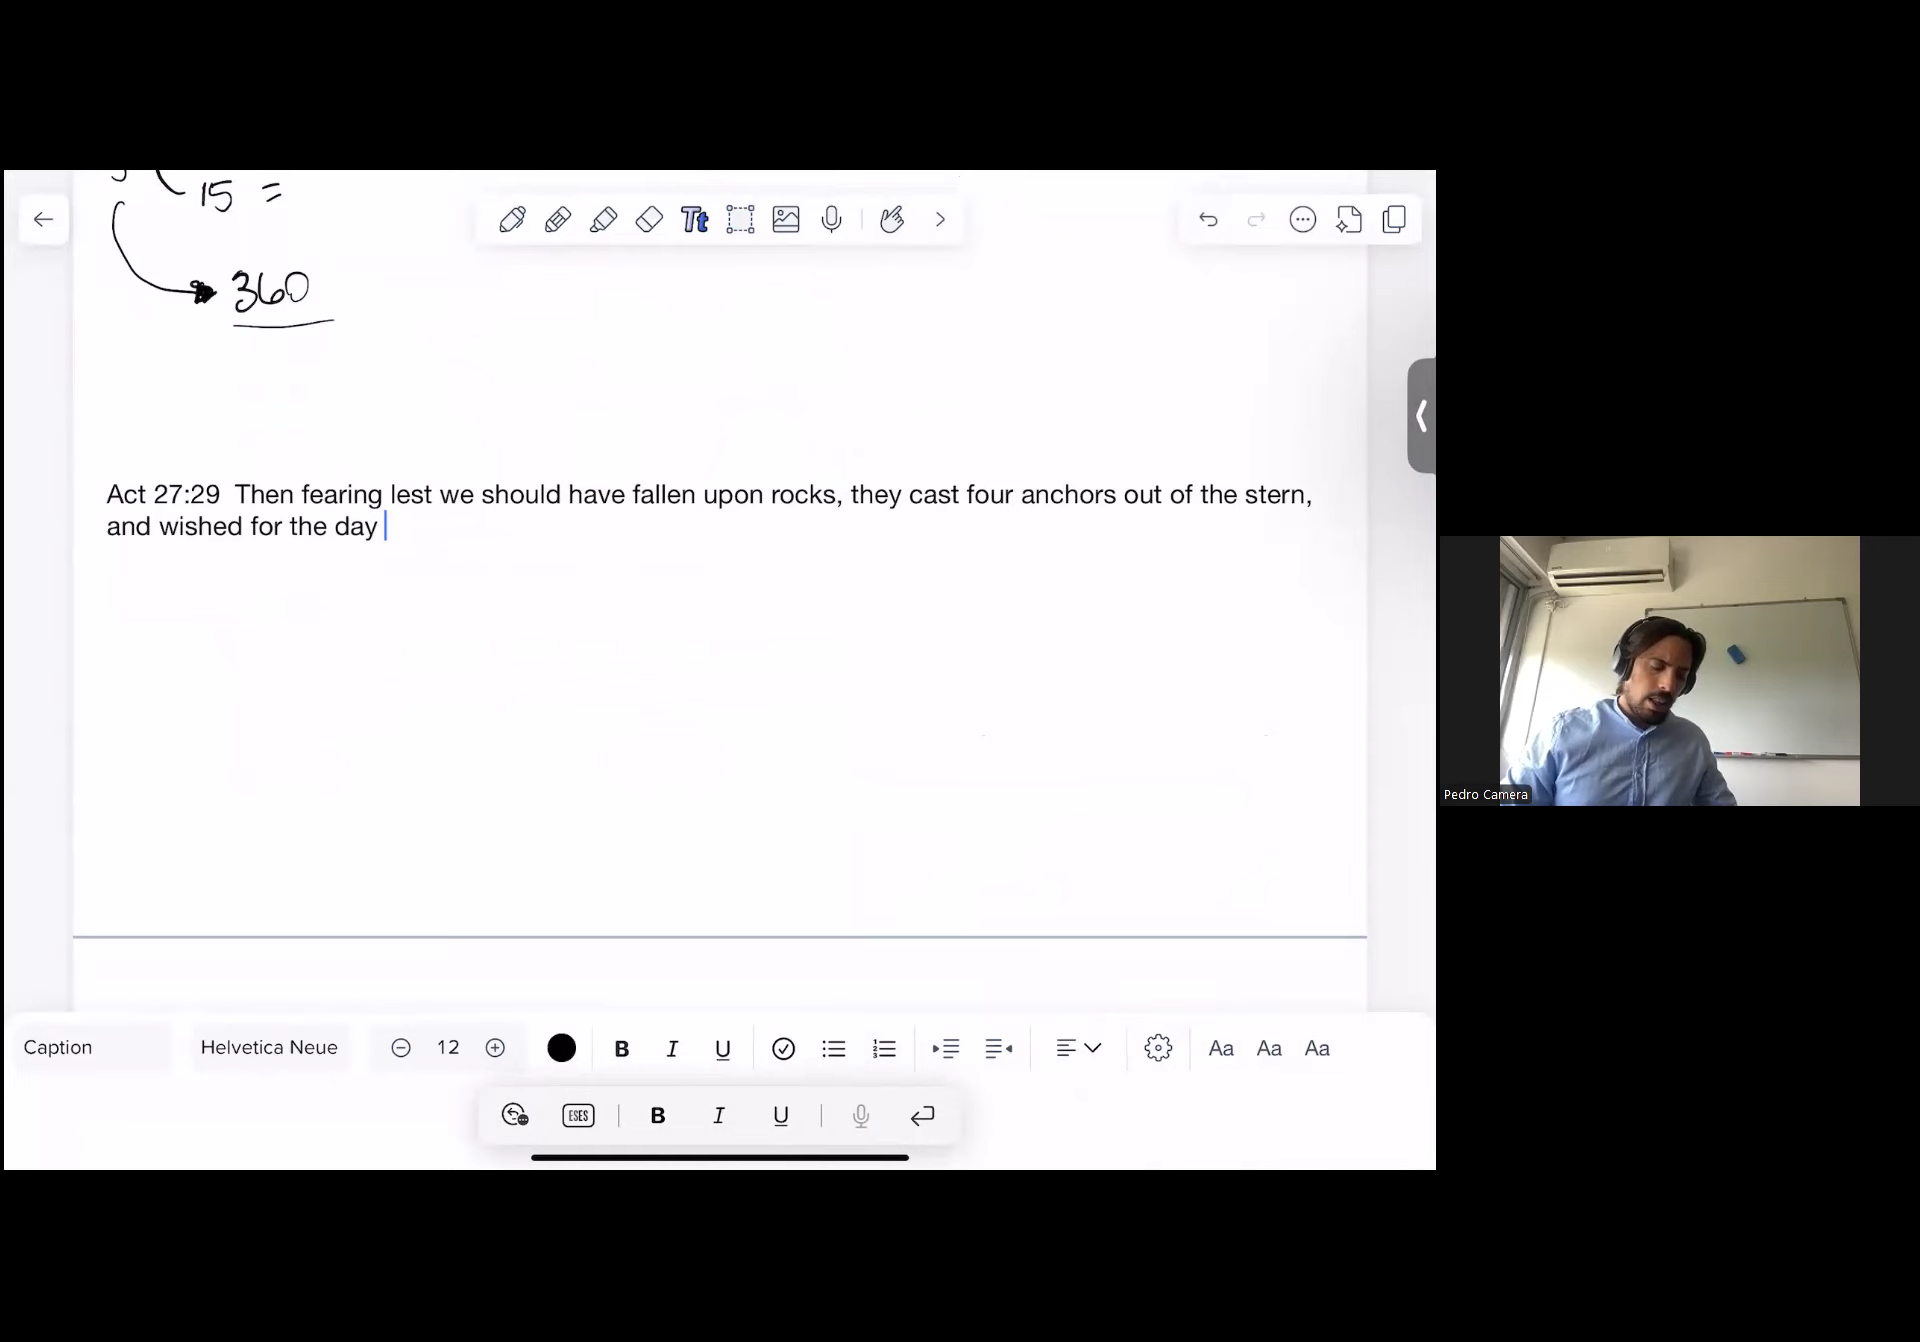 15 =
360
Act 27:29 Then fearing lest we should have fallen upon rocks, they cast four anchors out of the stern,
and wished for the day
Pedro Camera
Caption Helvetica Neue 12 B I U Aa Aa Aa
ESES B I U